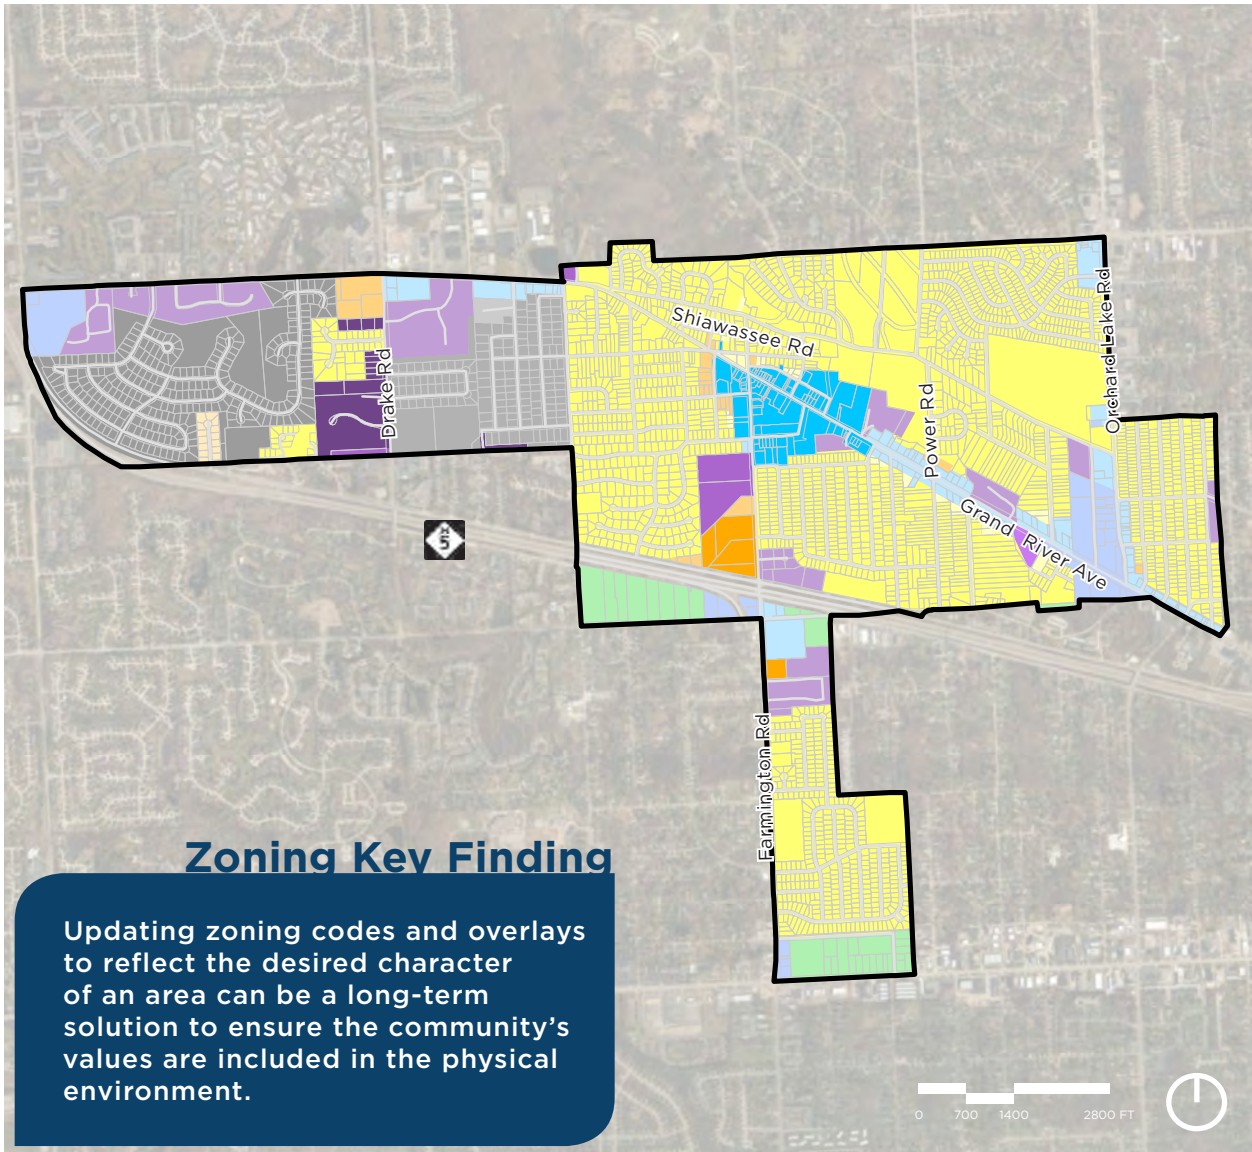 Shiawassee Rd
Orchard Lake Rd
Drake Rd
Power Rd
Grand River Ave
M
5
Farmington Rd
Zoning Key Finding
Updating zoning codes and overlays
to reflect the desired character
of an area can be a long-term
solution to ensure the community’s
values are included in the physical
environment.
0 700 1400 2800 FT